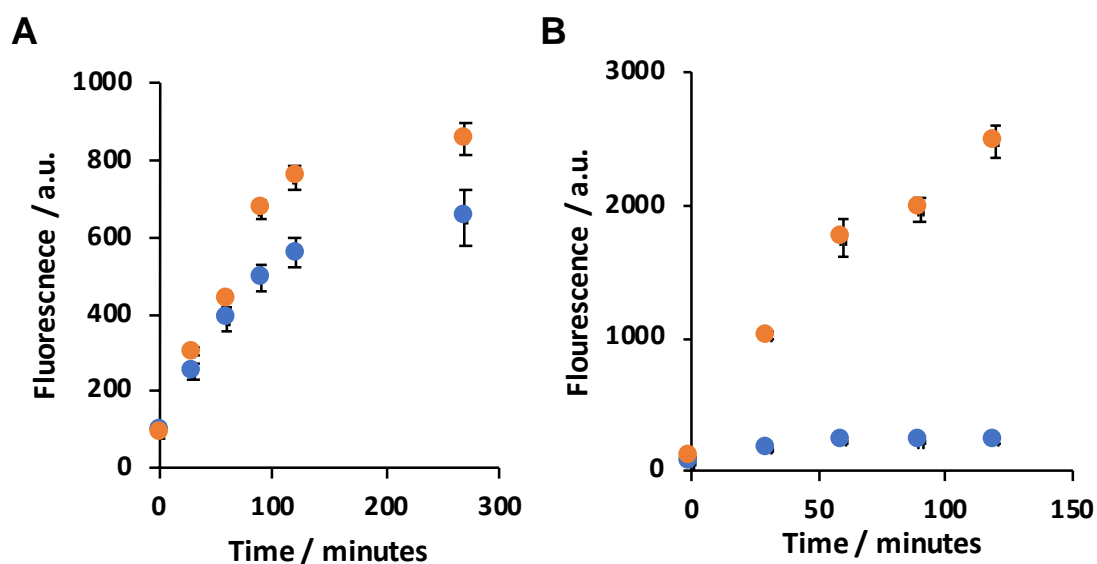 A
Fluorescnece / a.u.
1000
800
600
400
200
0
0 100 200 300
Time / minutes
B
Flourescence / a.u.
3000
2000
1000
0
0 50 100 150
Time / minutes